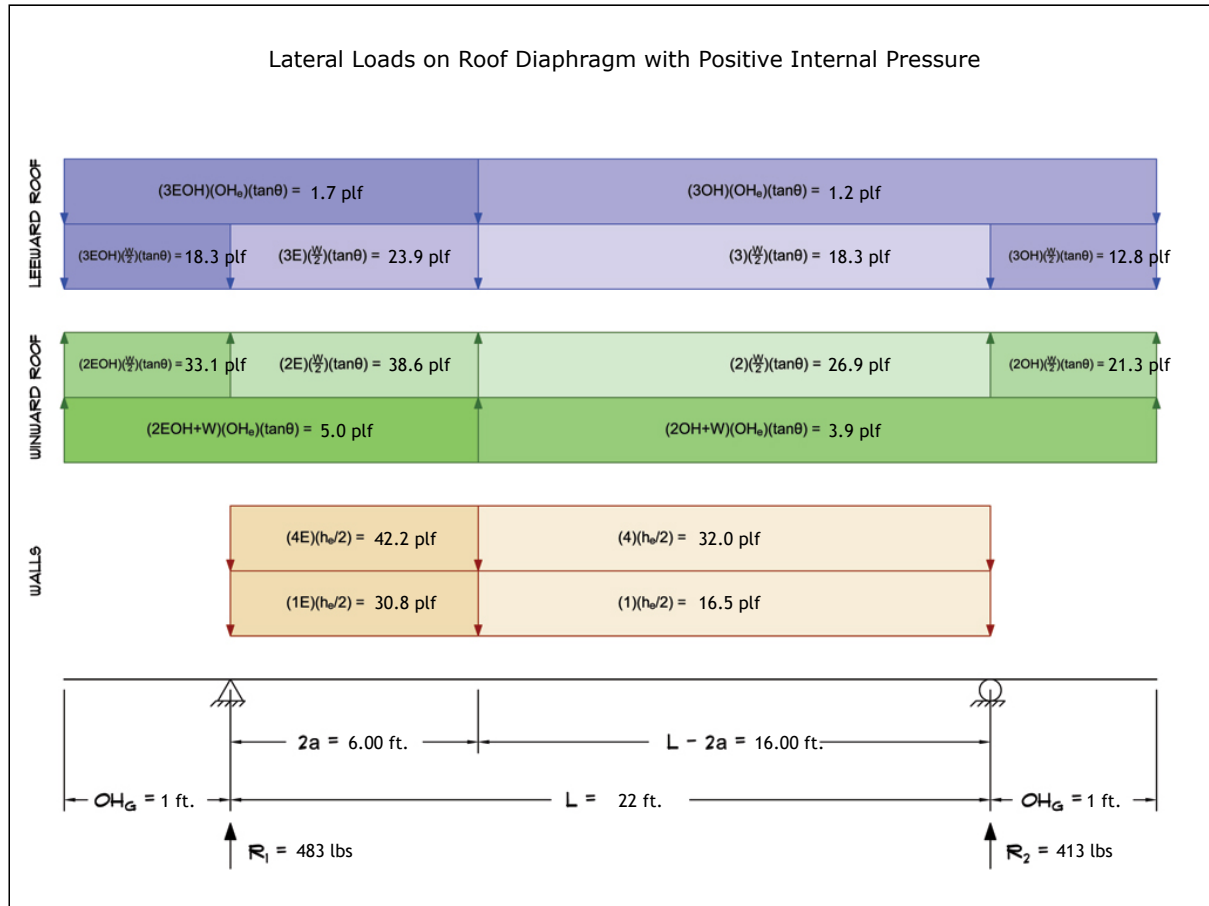 Lateral Loads on Roof Diaphragm with Positive Internal Pressure
LEEWARD ROOF
(3EOH)(OHₑ)(tanθ) = 1.7 plf
(3OH)(OHₑ)(tanθ) = 1.2 plf
(3EOH)(W/2)(tanθ) = 18.3 plf
(3E)(W/2)(tanθ) = 23.9 plf
(3)(W/2)(tanθ) = 18.3 plf
(3OH)(W/2)(tanθ) = 12.8 plf
WINWARD ROOF
(2EOH)(W/2)(tanθ) = 33.1 plf
(2E)(W/2)(tanθ) = 38.6 plf
(2)(W/2)(tanθ) = 26.9 plf
(2OH)(W/2)(tanθ) = 21.3 plf
(2EOH+W)(OHₑ)(tanθ) = 5.0 plf
(2OH+W)(OHₑ)(tanθ) = 3.9 plf
WALLS
(4E)(hₑ/2) = 42.2 plf
(4)(hₑ/2) = 32.0 plf
(1E)(hₑ/2) = 30.8 plf
(1)(hₑ/2) = 16.5 plf
2a = 6.00 ft.
L - 2a = 16.00 ft.
OH_G = 1 ft.
L = 22 ft.
OH_G = 1 ft.
R₁ = 483 lbs
R₂ = 413 lbs